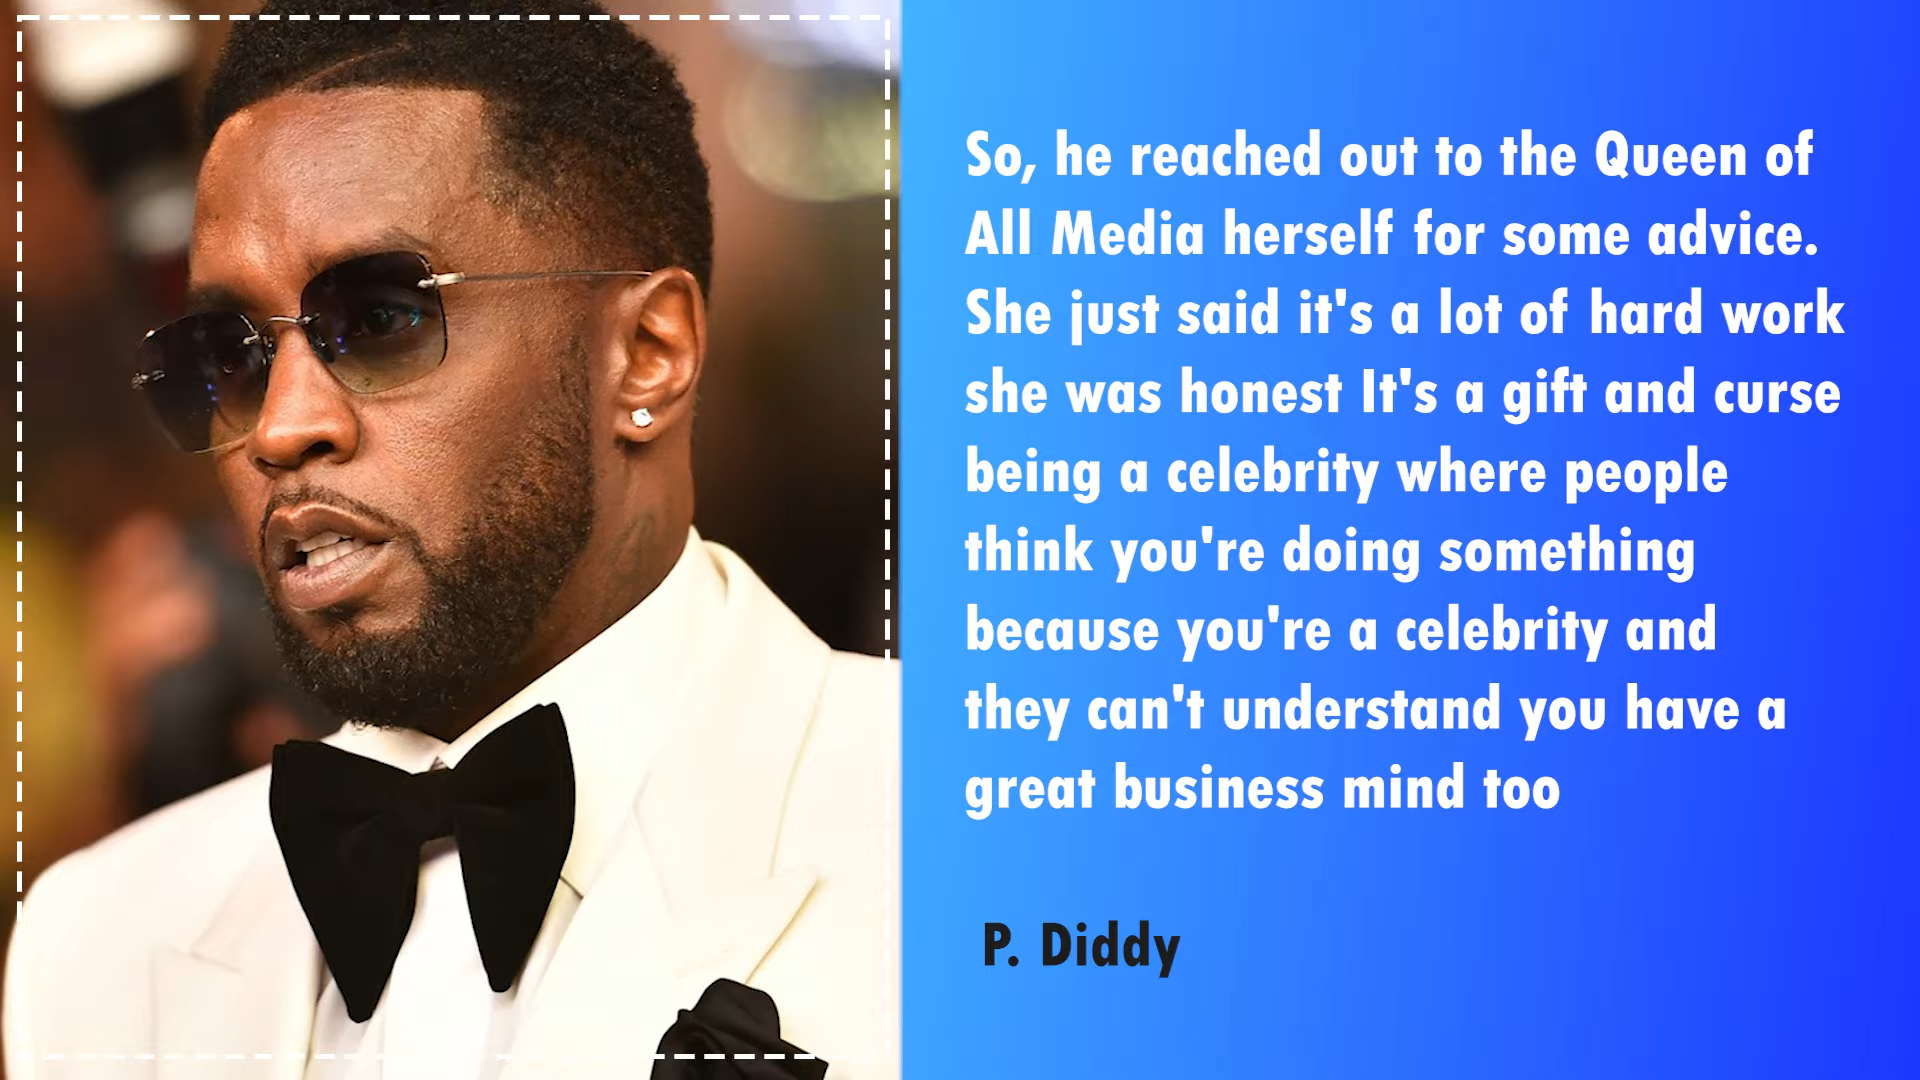 So, he reached out to the Queen of
All Media herself for some advice.
She just said it's a lot of hard work
she was honest It's a gift and curse
being a celebrity where people
think you're doing something
because you're a celebrity and
they can't understand you have a
great business mind too
P. Diddy